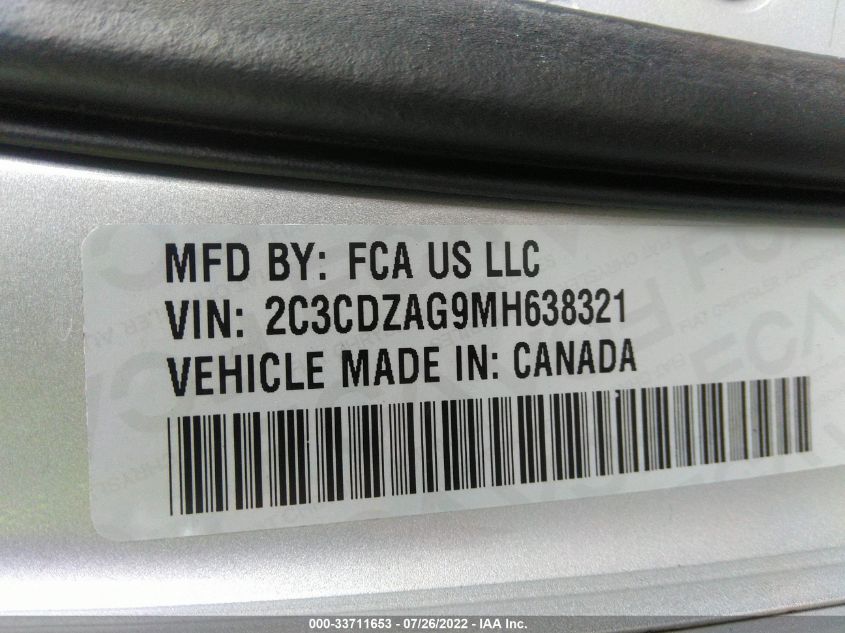 MFD BY: FCA US LLC
VIN: 2C3CDZAG9MH638321
VEHICLE MADE IN: CANADA
000-33711653 - 07/26/2022 - IAA Inc.